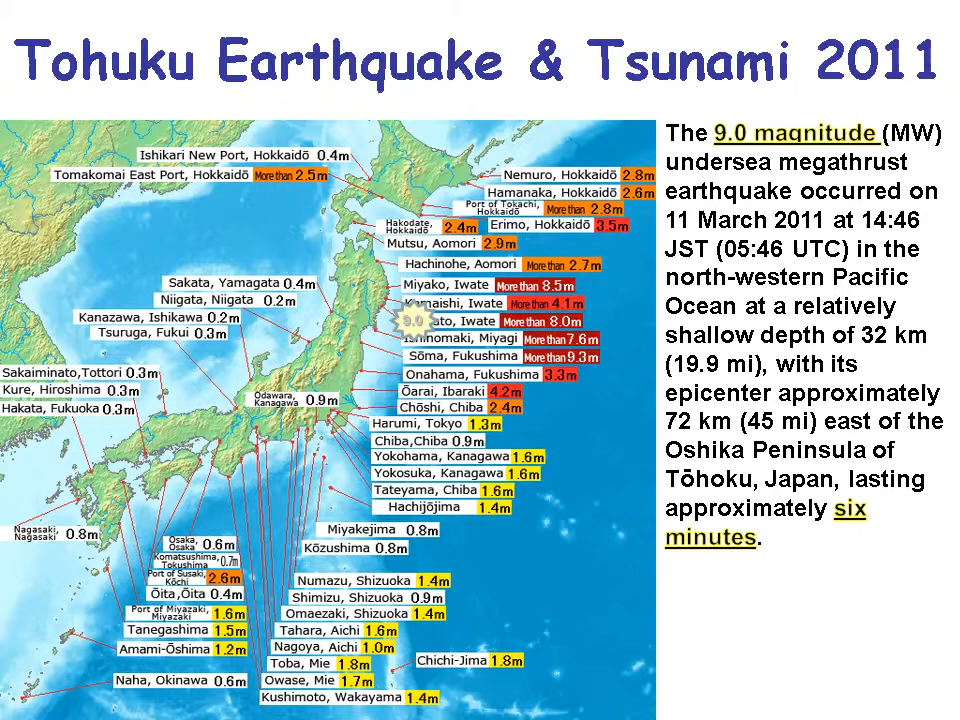 Tohuku Earthquake & Tsunami 2011
Ishikari New Port, Hokkaidō 0.4m
Tomakomai East Port, Hokkaidō More than 2.5m
Nemuro, Hokkaidō 2.8m
Hamanaka, Hokkaidō 2.6m
Port of Tokachi, Hokkaidō More than 2.8m
Hakodate, Hokkaidō 2.4m
Erimo, Hokkaidō 3.5m
Mutsu, Aomori 2.9m
Hachinohe, Aomori More than 2.7m
Sakata, Yamagata 0.4m
Miyako, Iwate More than 8.5m
Niigata, Niigata 0.2m
maishi, Iwate More than 4.1m
Kanazawa, Ishikawa 0.2m
9.0
ato, Iwate More than 8.0m
Tsuruga, Fukui 0.3m
Ishinomaki, Miyagi More than 7.6m
Sōma, Fukushima More than 9.3m
Sakaiminato,Tottori 0.3m
Onahama, Fukushima 3.3m
Kure, Hiroshima 0.3m
Ōarai, Ibaraki 4.2m
Odawara, Kanagawa 0.9m
Hakata, Fukuoka 0.3m
Chōshi, Chiba 2.4m
Harumi, Tokyo 1.3m
Chiba,Chiba 0.9m
Yokohama, Kanagawa 1.6m
Yokosuka, Kanagawa 1.6m
Tateyama, Chiba 1.6m
Hachijōjima 1.4m
Nagasaki, Nagasaki 0.8m
Miyakejima 0.8m
Osaka, Osaka 0.6m
Kōzushima 0.8m
Komatsushima, Tokushima 0.7m
Port of Susaki, Kōchi 2.6m
Numazu, Shizuoka 1.4m
Ōita,Ōita 0.4m
Shimizu, Shizuoka 0.9m
Port of Miyazaki, Miyazaki 1.6m
Omaezaki, Shizuoka 1.4m
Tanegashima 1.5m
Tahara, Aichi 1.6m
Amami-Ōshima 1.2m
Nagoya, Aichi 1.0m
Toba, Mie 1.8m
Chichi-Jima 1.8m
Naha, Okinawa 0.6m
Owase, Mie 1.7m
Kushimoto, Wakayama 1.4m
The 9.0 magnitude (MW)
undersea megathrust
earthquake occurred on
11 March 2011 at 14:46
JST (05:46 UTC) in the
north-western Pacific
Ocean at a relatively
shallow depth of 32 km
(19.9 mi), with its
epicenter approximately
72 km (45 mi) east of the
Oshika Peninsula of
Tōhoku, Japan, lasting
approximately six
minutes.